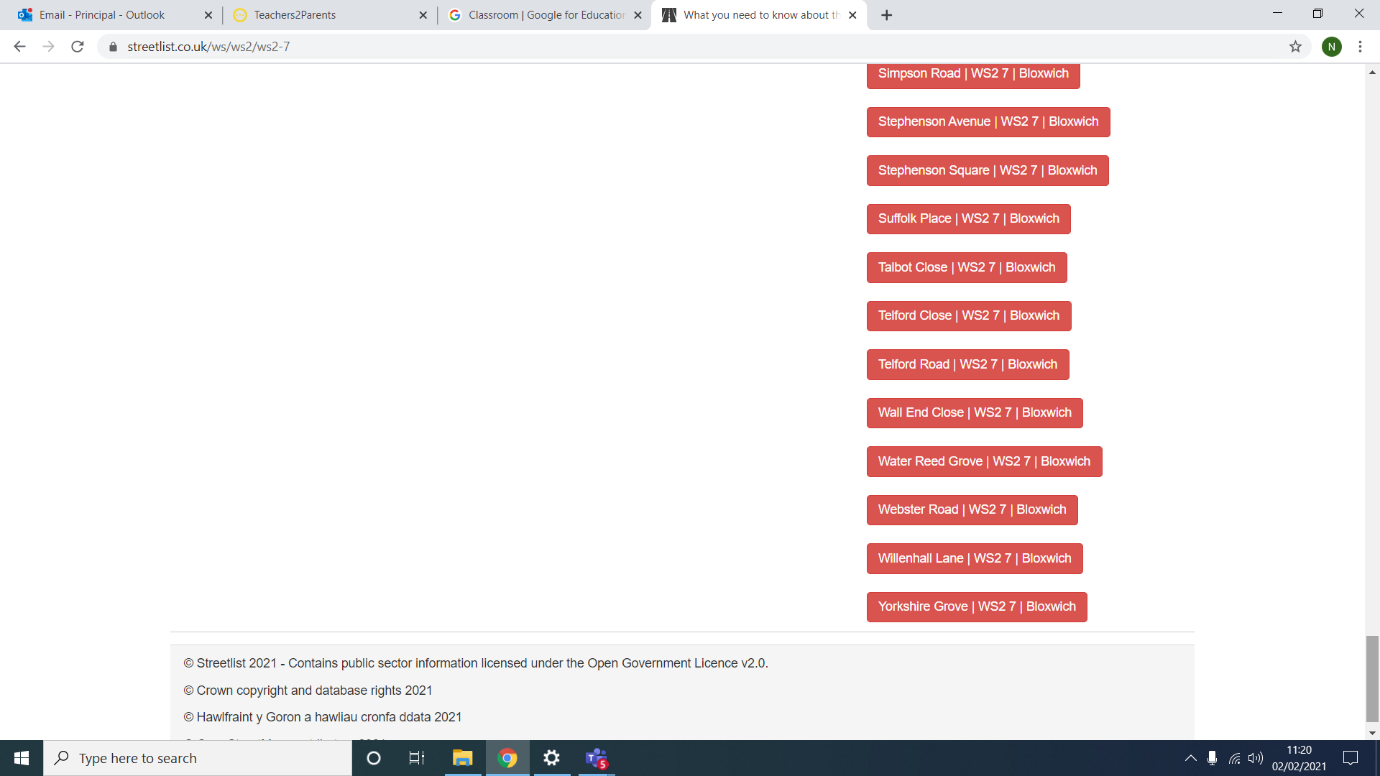 Email - Principal - Outlook
Teachers2Parents
Classroom | Google for Education
What you need to know about th
streetlist.co.uk/ws/ws2/ws2-7
N
Simpson Road | WS2 7 | Bloxwich
Stephenson Avenue | WS2 7 | Bloxwich
Stephenson Square | WS2 7 | Bloxwich
Suffolk Place | WS2 7 | Bloxwich
Talbot Close | WS2 7 | Bloxwich
Telford Close | WS2 7 | Bloxwich
Telford Road | WS2 7 | Bloxwich
Wall End Close | WS2 7 | Bloxwich
Water Reed Grove | WS2 7 | Bloxwich
Webster Road | WS2 7 | Bloxwich
Willenhall Lane | WS2 7 | Bloxwich
Yorkshire Grove | WS2 7 | Bloxwich
© Streetlist 2021 - Contains public sector information licensed under the Open Government Licence v2.0.
© Crown copyright and database rights 2021
© Hawlfraint y Goron a hawliau cronfa ddata 2021
Type here to search
5
11:20
02/02/2021